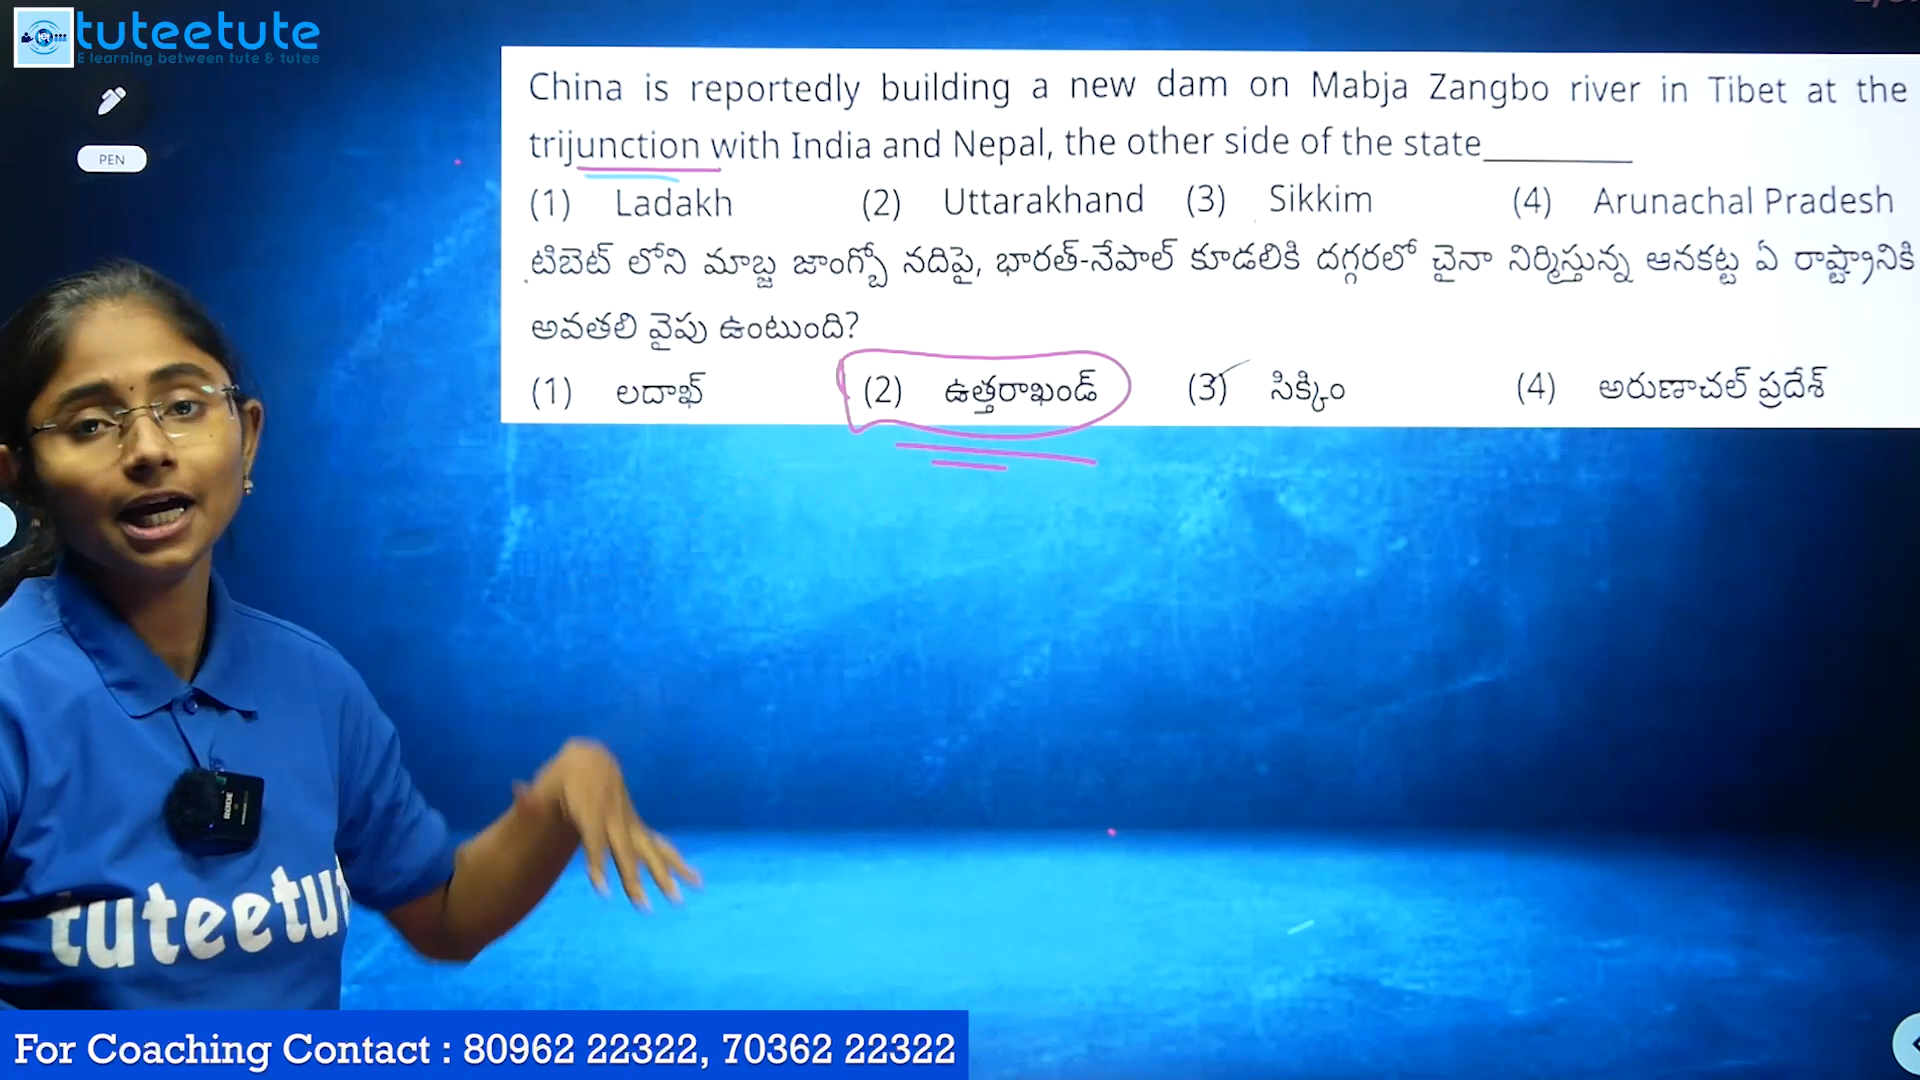 tuteetute
E learning between tute & tutee
PEN
China is reportedly building a new dam on Mabja Zangbo river in Tibet at the
trijunction with India and Nepal, the other side of the state________
(1) Ladakh (2) Uttarakhand (3) Sikkim (4) Arunachal Pradesh
టిబెట్ లోని మాబ్జ జాంగ్బో నదిపై, భారత్-నేపాల్ కూడలికి దగ్గరలో చైనా నిర్మిస్తున్న ఆనకట్ట ఏ రాష్ట్రానికి
అవతలి వైపు ఉంటుంది?
(1) లదాఖ్ (2) ఉత్తరాఖండ్ (3) సిక్కిం (4) అరుణాచల్ ప్రదేశ్
RODE
tuteetut
For Coaching Contact : 80962 22322, 70362 22322